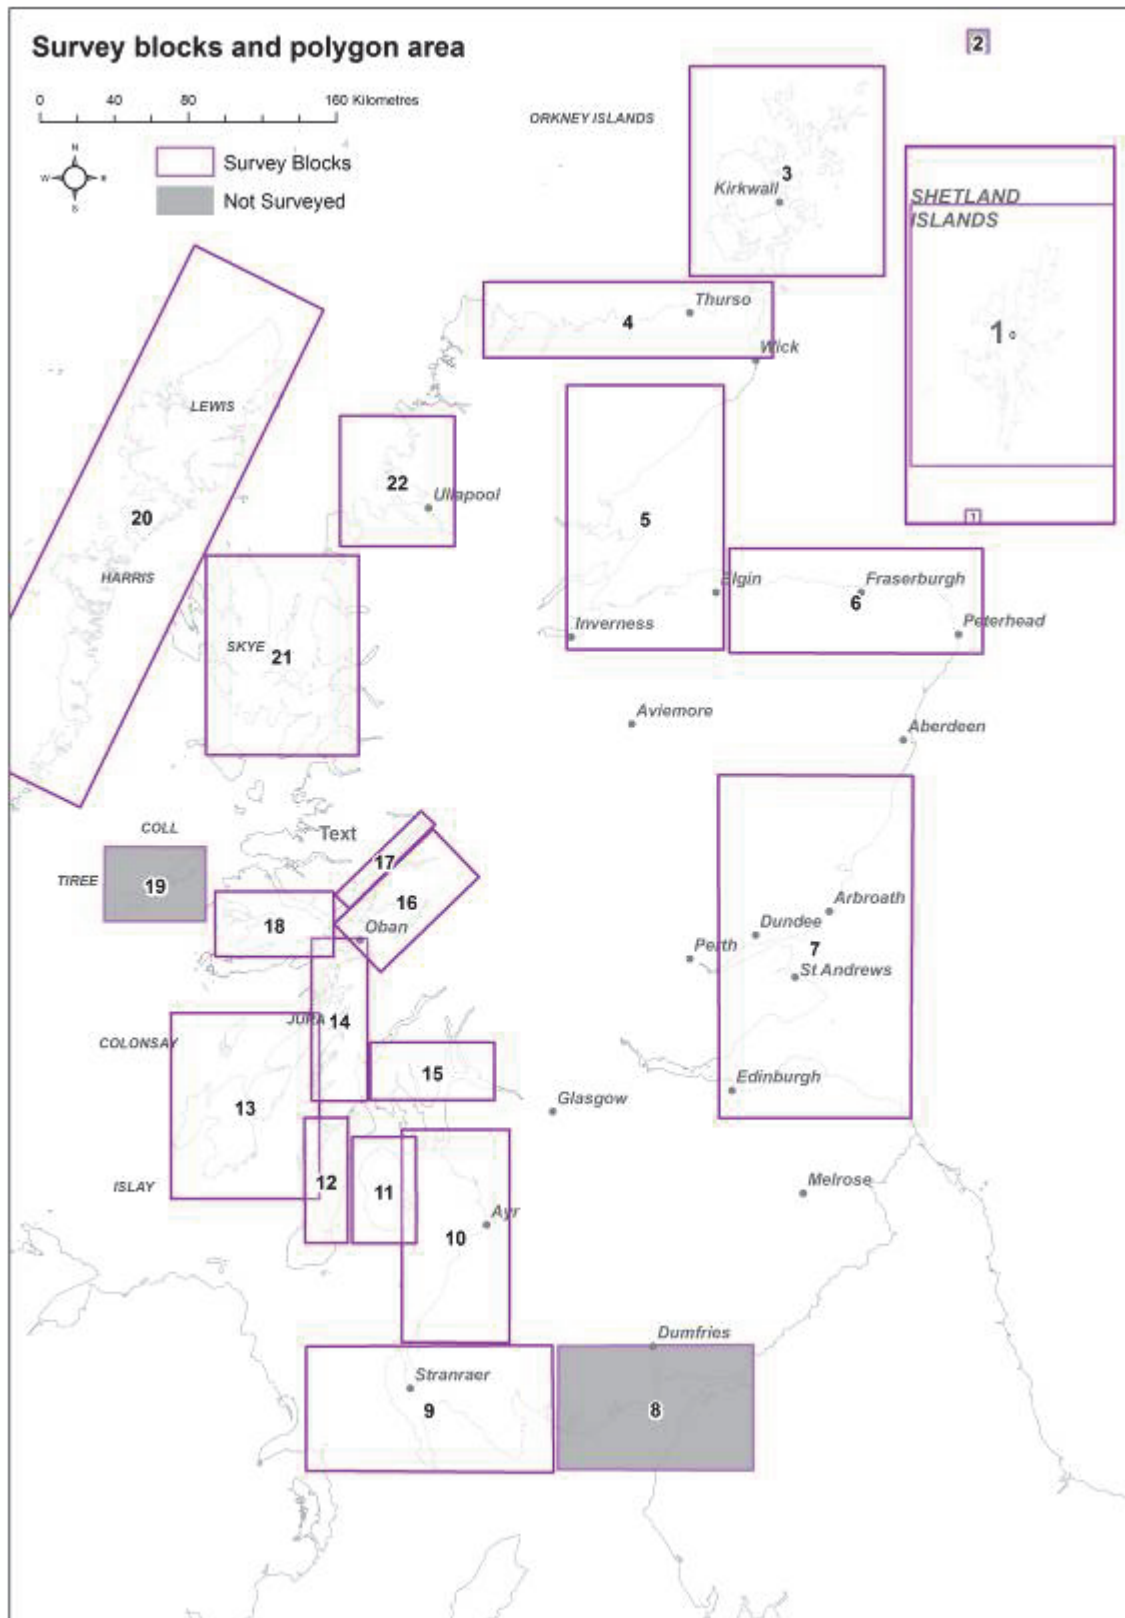 Survey blocks and polygon area
2
0 40 80 160 Kilometres
ORKNEY ISLANDS
N
W
S
Survey Blocks
Not Surveyed
3
Kirkwall
SHETLAND
ISLANDS
Thurso
4
1
Wick
LEWIS
22
Ullapool
20
5
1
HARRIS
Elgin
Fraserburgh
6
Inverness
Peterhead
SKYE
21
Aviemore
Aberdeen
COLL
Text
17
TIREE
19
16
Arbroath
18
Oban
Dundee
Perth
7
St Andrews
JURA
14
COLONSAY
15
Edinburgh
13
Glasgow
12
11
ISLAY
Melrose
Ayr
10
Dumfries
Stranraer
9
8